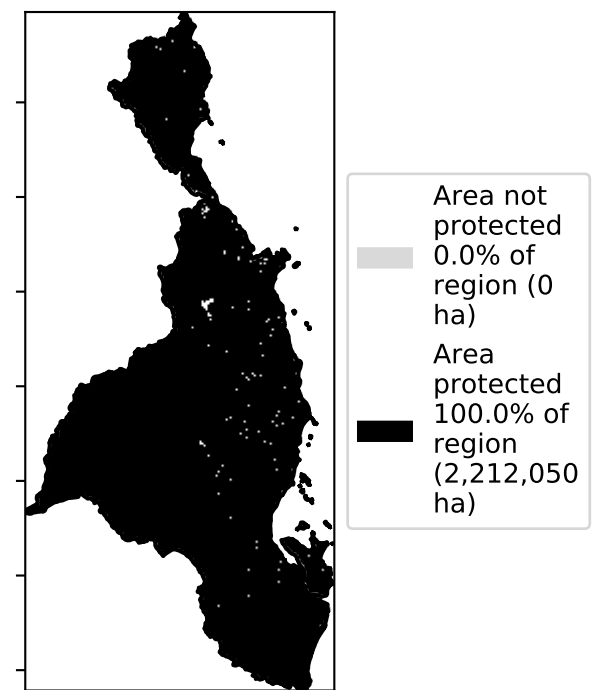 Area not
protected
0.0% of
region (0
ha)
Area
protected
100.0% of
region
(2,212,050
ha)